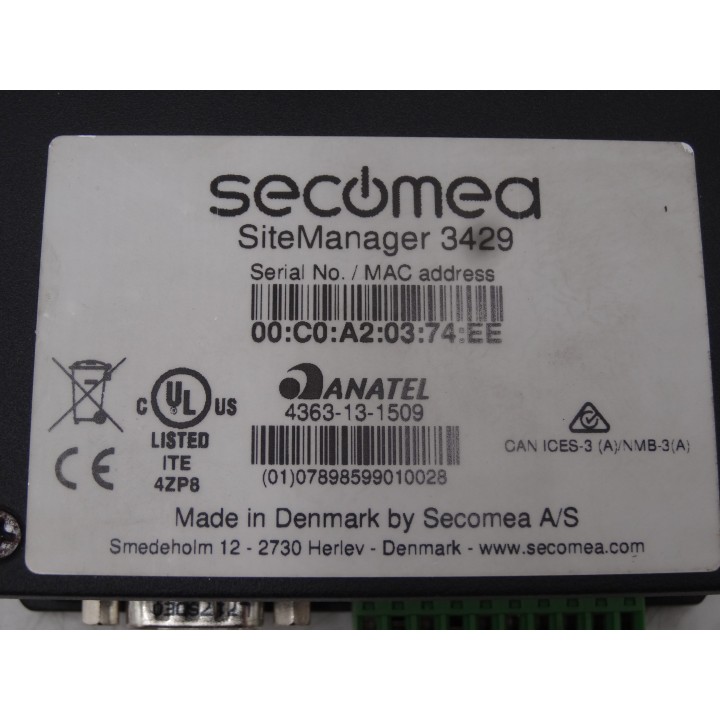 secomea
SiteManager 3429
Serial No. / MAC address
00:C0:A2:03:74:EE
C UL US
LISTED
ITE
4ZP8
CE
ANATEL
4363-13-1509
(01)07898599010028
CAN ICES-3 (A)/NMB-3(A)
Made in Denmark by Secomea A/S
Smedeholm 12 - 2730 Herlev - Denmark - www.secomea.com